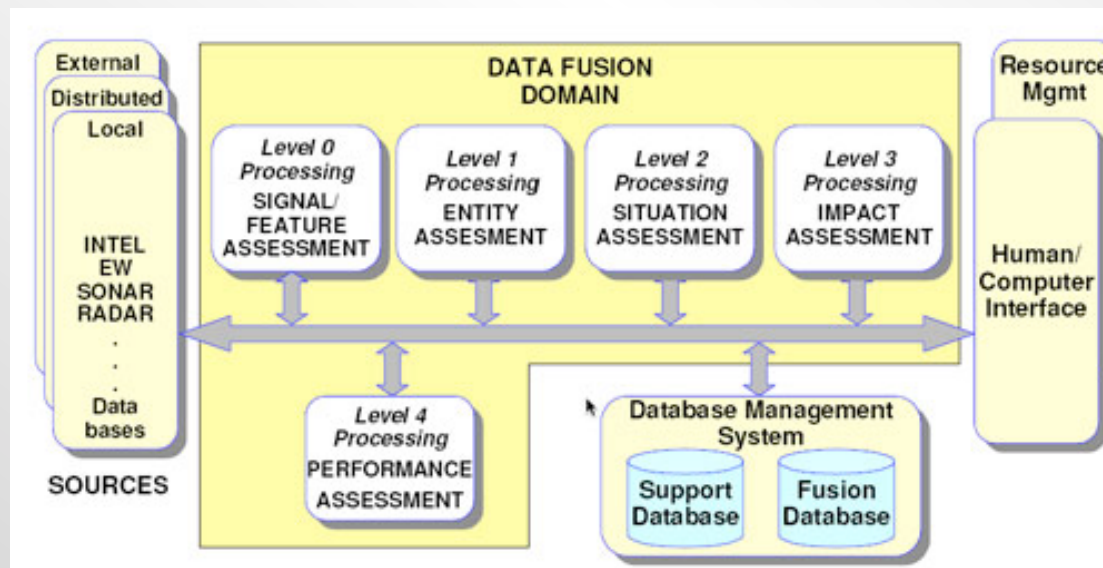 External
Distributed
Local
INTEL
EW
SONAR
RADAR
.
.
.
Data
bases
SOURCES
DATA FUSION
DOMAIN
Level 0
Processing
SIGNAL/
FEATURE
ASSESSMENT
Level 1
Processing
ENTITY
ASSESMENT
Level 2
Processing
SITUATION
ASSESSMENT
Level 3
Processing
IMPACT
ASSESSMENT
Level 4
Processing
PERFORMANCE
ASSESSMENT
Database Management
System
Support
Database
Fusion
Database
Resource
Mgmt
Human/
Computer
Interface